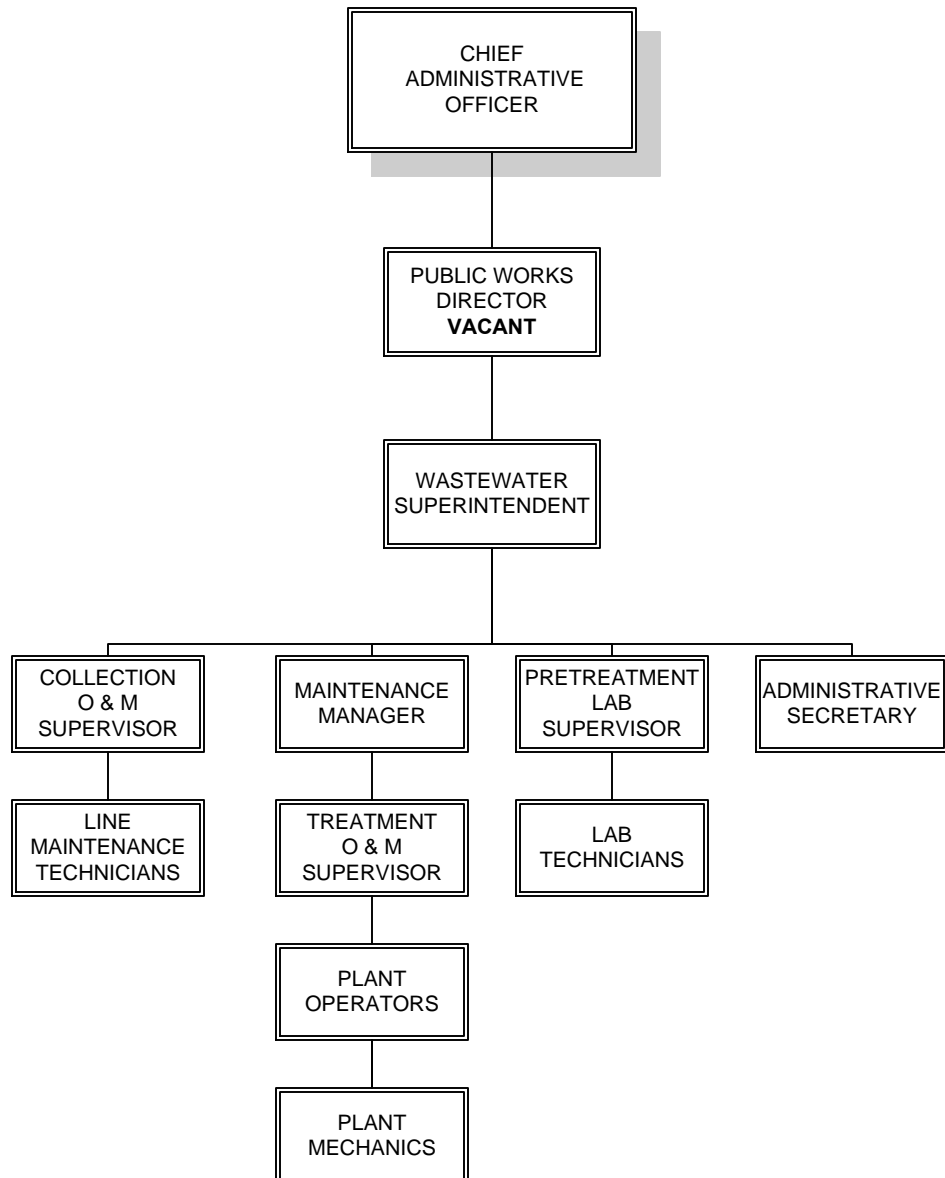 CHIEF
ADMINISTRATIVE
OFFICER
PUBLIC WORKS
DIRECTOR
VACANT
WASTEWATER
SUPERINTENDENT
COLLECTION
O & M
SUPERVISOR
MAINTENANCE
MANAGER
PRETREATMENT
LAB
SUPERVISOR
ADMINISTRATIVE
SECRETARY
LINE
MAINTENANCE
TECHNICIANS
TREATMENT
O & M
SUPERVISOR
LAB
TECHNICIANS
PLANT
OPERATORS
PLANT
MECHANICS